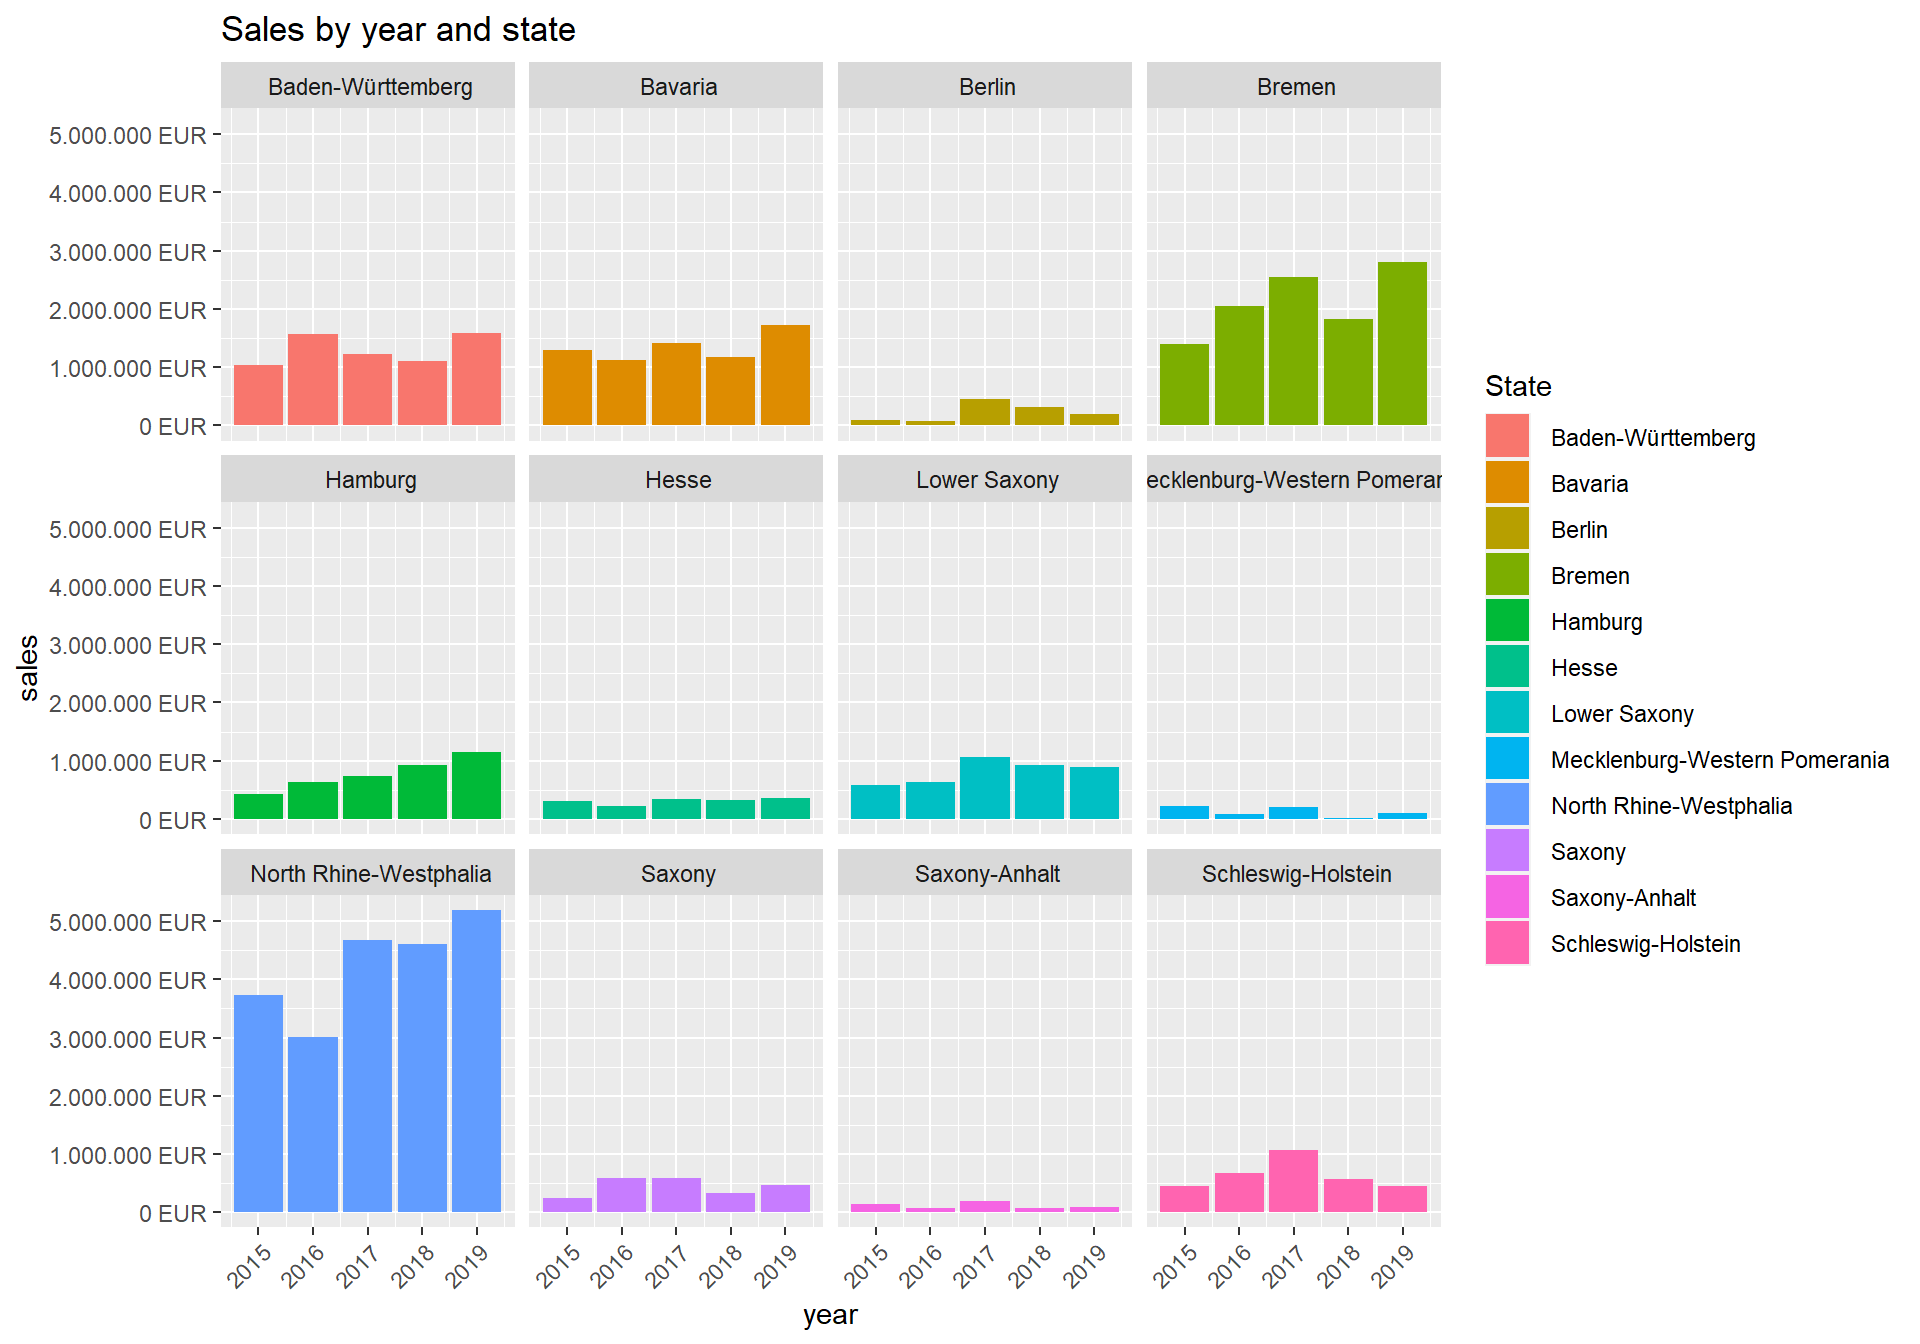 Sales by year and state
Baden-Württemberg
Bavaria
Berlin
Bremen
5.000.000 EUR
4.000.000 EUR
3.000.000 EUR
2.000.000 EUR
1.000.000 EUR
0 EUR
Hamburg
Hesse
Lower Saxony
ecklenburg-Western Pomeran
5.000.000 EUR
4.000.000 EUR
3.000.000 EUR
2.000.000 EUR
1.000.000 EUR
0 EUR
North Rhine-Westphalia
Saxony
Saxony-Anhalt
Schleswig-Holstein
5.000.000 EUR
4.000.000 EUR
3.000.000 EUR
2.000.000 EUR
1.000.000 EUR
0 EUR
2015 2016 2017 2018 2019
2015 2016 2017 2018 2019
2015 2016 2017 2018 2019
2015 2016 2017 2018 2019
year
sales
State
Baden-Württemberg
Bavaria
Berlin
Bremen
Hamburg
Hesse
Lower Saxony
Mecklenburg-Western Pomerania
North Rhine-Westphalia
Saxony
Saxony-Anhalt
Schleswig-Holstein